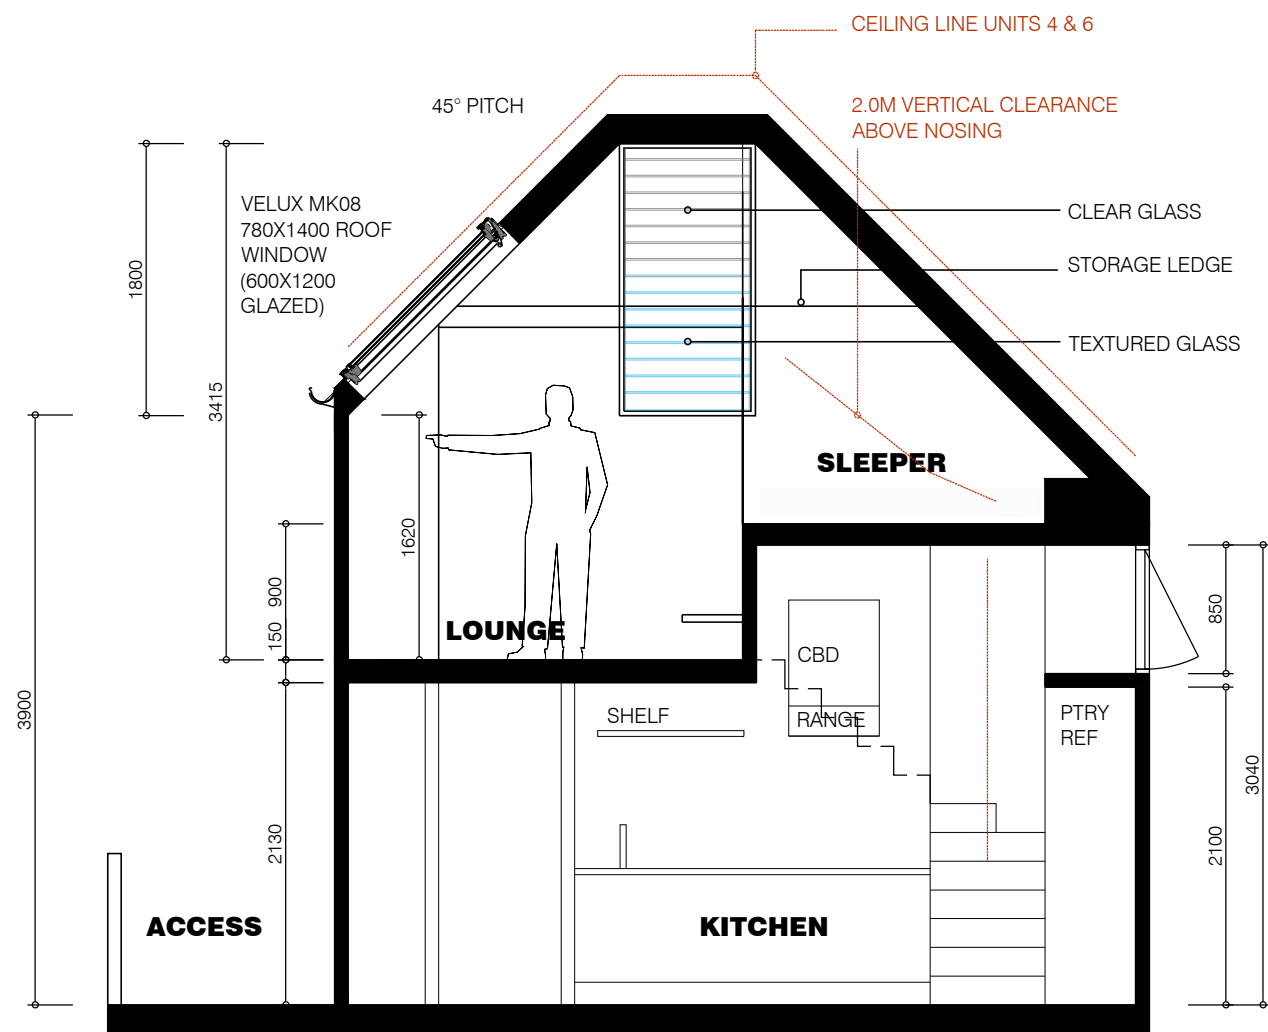 CEILING LINE UNITS 4 & 6
45° PITCH
2.0M VERTICAL CLEARANCE
ABOVE NOSING
VELUX MK08
780X1400 ROOF
WINDOW
(600X1200
GLAZED)
CLEAR GLASS
STORAGE LEDGE
TEXTURED GLASS
1800
3415
SLEEPER
1620
900
150
LOUNGE
850
CBD
RANGE
SHELF
PTRY
REF
3900
3040
2130
2100
ACCESS
KITCHEN